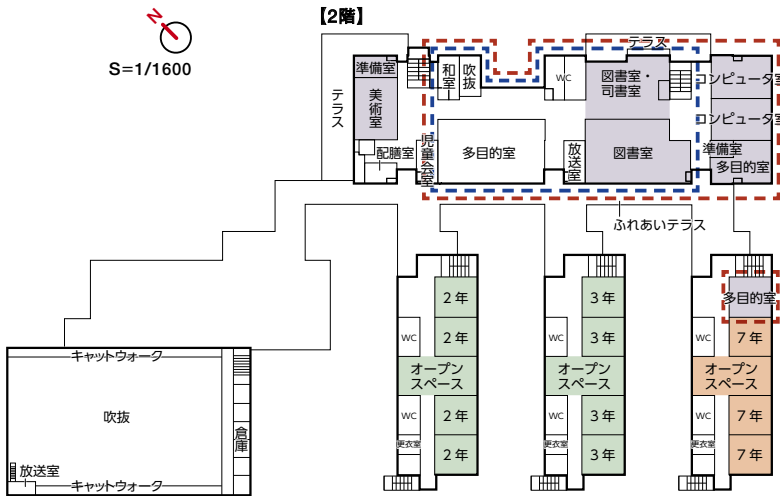 【2階】
N
S=1/1600
テラス
テラス
準備室
美術室
配膳室
和室
吹抜
児童会室
多目的室
WC
放送室
図書室・
司書室
図書室
コンピュータ室
コンピュータ室
準備室
多目的室
ふれあいテラス
2年
2年
2年
2年
WC
オープン
スペース
WC
更衣室
3年
3年
3年
3年
WC
オープン
スペース
WC
更衣室
多目的室
7年
7年
7年
WC
オープン
スペース
WC
更衣室
キャットウォーク
吹抜
倉庫
放送室
キャットウォーク